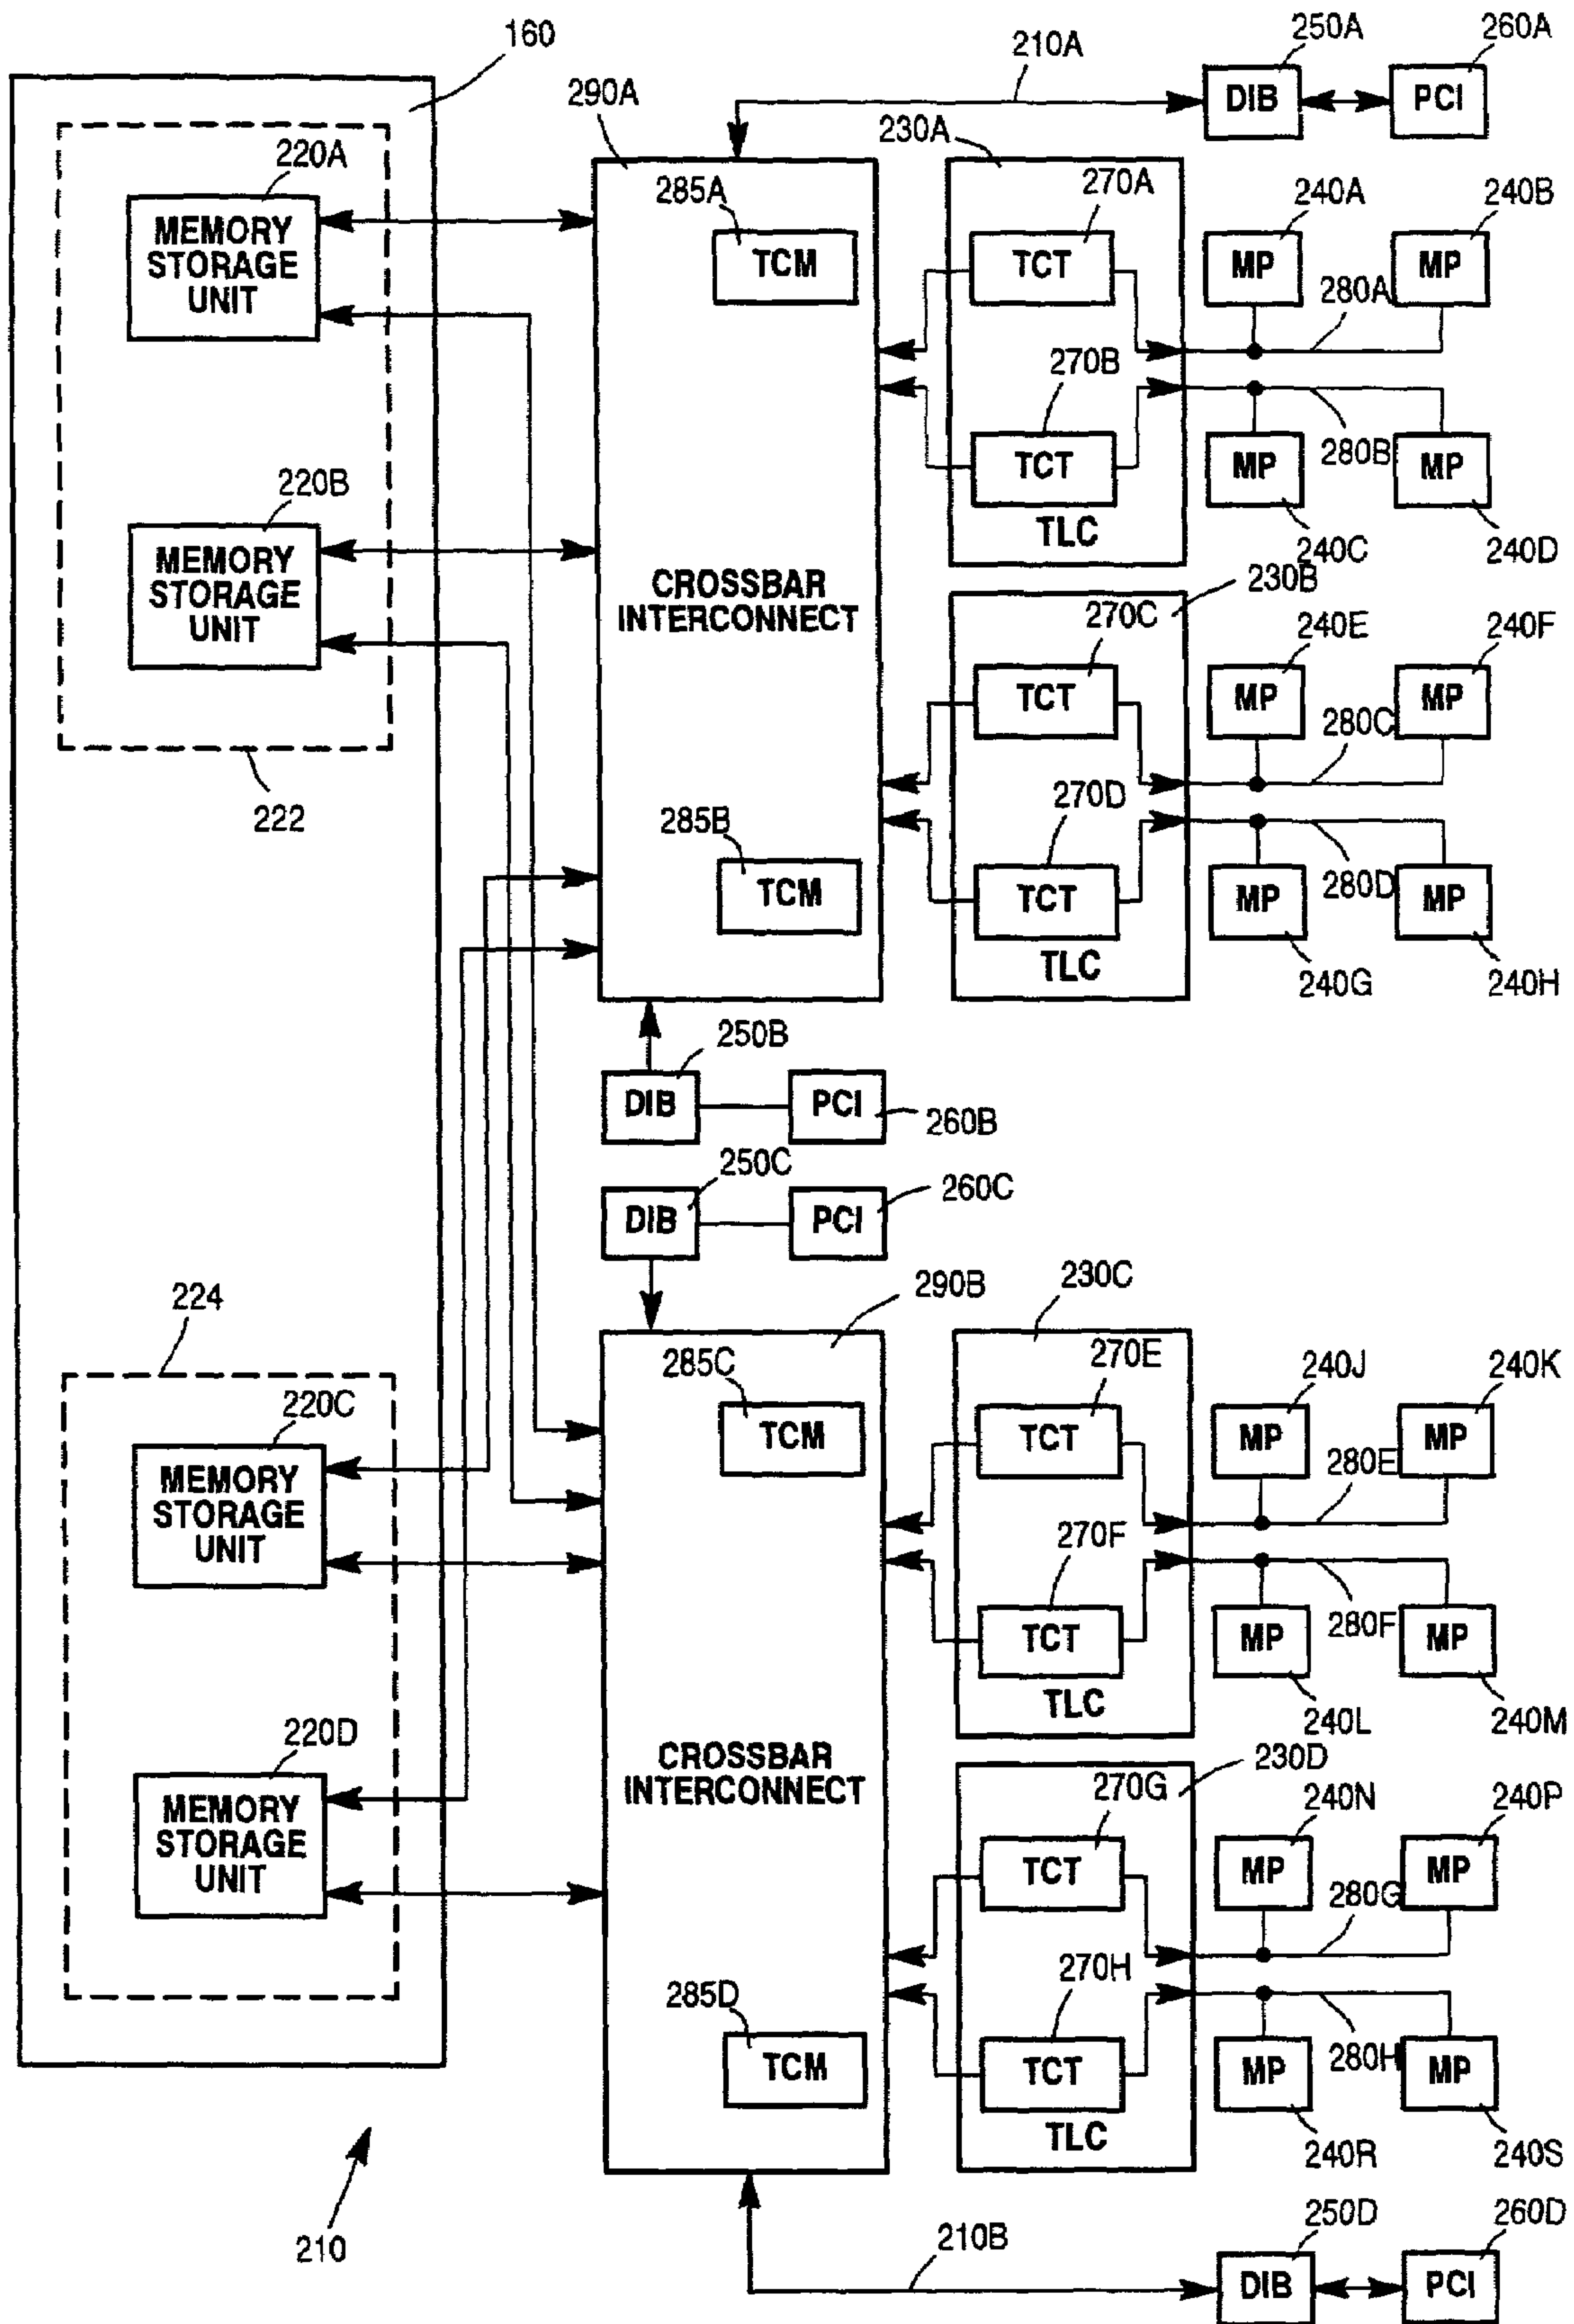 160
290A
210A
250A
260A
DIB
PCI
220A
MEMORY
STORAGE
UNIT
285A
TCM
230A
270A
TCT
240A
240B
MP
MP
280A
270B
TCT
280B
MP
MP
TLC
240C
240D
220B
MEMORY
STORAGE
UNIT
CROSSBAR
INTERCONNECT
230B
270C
TCT
240E
240F
MP
MP
280C
222
285B
TCM
270D
TCT
280D
MP
MP
TLC
240G
240H
250B
DIB
PCI
260B
250C
DIB
PCI
260C
224
290B
230C
220C
MEMORY
STORAGE
UNIT
285C
TCM
270E
TCT
240J
240K
MP
MP
280E
270F
TCT
280F
MP
MP
TLC
240L
240M
220D
MEMORY
STORAGE
UNIT
CROSSBAR
INTERCONNECT
230D
270G
TCT
240N
240P
MP
MP
280G
285D
TCM
270H
TCT
280H
MP
MP
TLC
240R
240S
210
210B
250D
260D
DIB
PCI